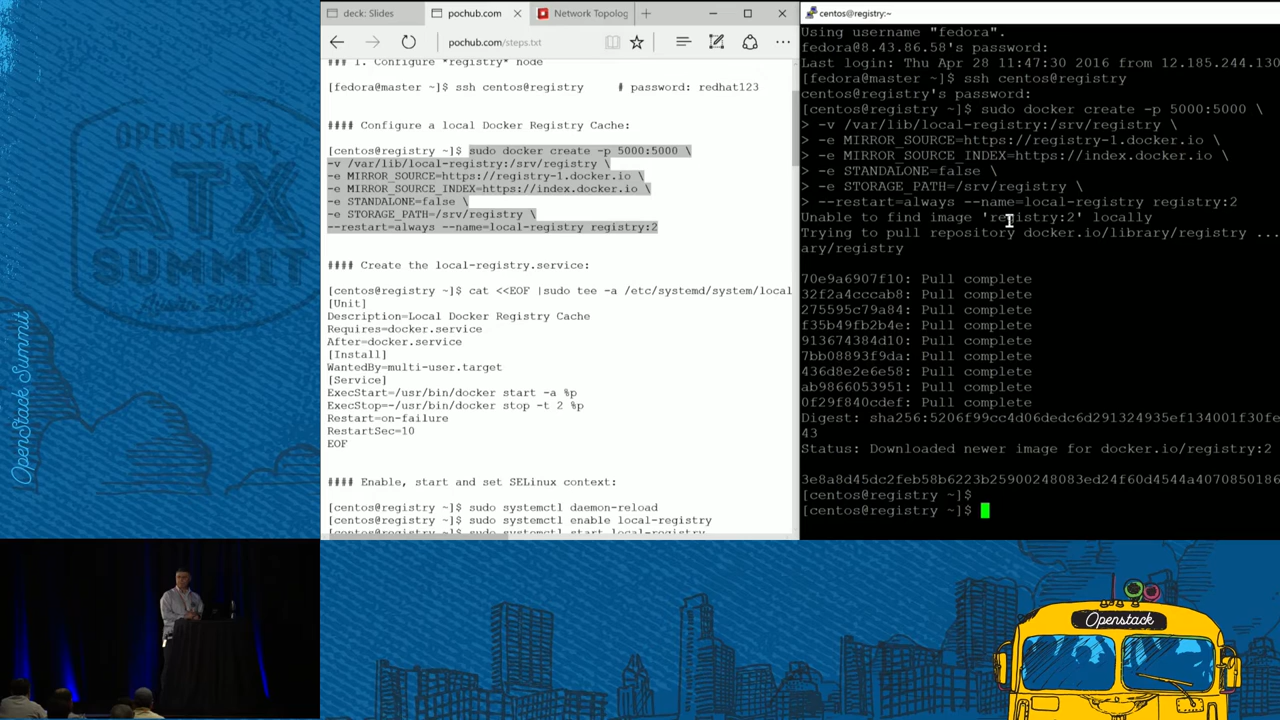 OPENSTACK
ATX
SUMMIT
OpenStack Summit
deck: Slides
pochub.com
Network Topolog
pochub.com/steps.txt
### 1. Configure *registry* node
[fedora@master ~]$ ssh centos@registry     # password: redhat123
#### Configure a local Docker Registry Cache:
[centos@registry ~]$ sudo docker create -p 5000:5000 \
-v /var/lib/local-registry:/srv/registry \
-e MIRROR_SOURCE=https://registry-1.docker.io \
-e MIRROR_SOURCE_INDEX=https://index.docker.io \
-e STANDALONE=false \
-e STORAGE_PATH=/srv/registry \
--restart=always --name=local-registry registry:2
#### Create the local-registry.service:
[centos@registry ~]$ cat <<EOF |sudo tee -a /etc/systemd/system/local
[Unit]
Description=Local Docker Registry Cache
Requires=docker.service
After=docker.service
[Install]
WantedBy=multi-user.target
[Service]
ExecStart=/usr/bin/docker start -a %p
ExecStop=-/usr/bin/docker stop -t 2 %p
Restart=on-failure
RestartSec=10
EOF
#### Enable, start and set SELinux context:
[centos@registry ~]$ sudo systemctl daemon-reload
[centos@registry ~]$ sudo systemctl enable local-registry
[centos@registry ~]$ sudo systemctl start local-registry
centos@registry:~
Using username "fedora".
fedora@8.43.86.58's password:
Last login: Thu Apr 28 11:47:30 2016 from 12.185.244.130
[fedora@master ~]$ ssh centos@registry
centos@registry's password:
[centos@registry ~]$ sudo docker create -p 5000:5000 \
> -v /var/lib/local-registry:/srv/registry \
> -e MIRROR_SOURCE=https://registry-1.docker.io \
> -e MIRROR_SOURCE_INDEX=https://index.docker.io \
> -e STANDALONE=false \
> -e STORAGE_PATH=/srv/registry \
> --restart=always --name=local-registry registry:2
Unable to find image 'registry:2' locally
Trying to pull repository docker.io/library/registry ...
ary/registry
70e9a6907f10: Pull complete
32f2a4cccab8: Pull complete
275595c79a84: Pull complete
f35b49fb2b4e: Pull complete
913674384d10: Pull complete
7bb08893f9da: Pull complete
436d8e2e6e58: Pull complete
ab9866053951: Pull complete
0f29f840cdef: Pull complete
Digest: sha256:5206f99cc4d06dedc6d291324935ef134001f30fe
43
Status: Downloaded newer image for docker.io/registry:2
3e8a8d45dc2feb58b6223b25900248083ed24f60d4544a4070850186
[centos@registry ~]$
[centos@registry ~]$
Openstack